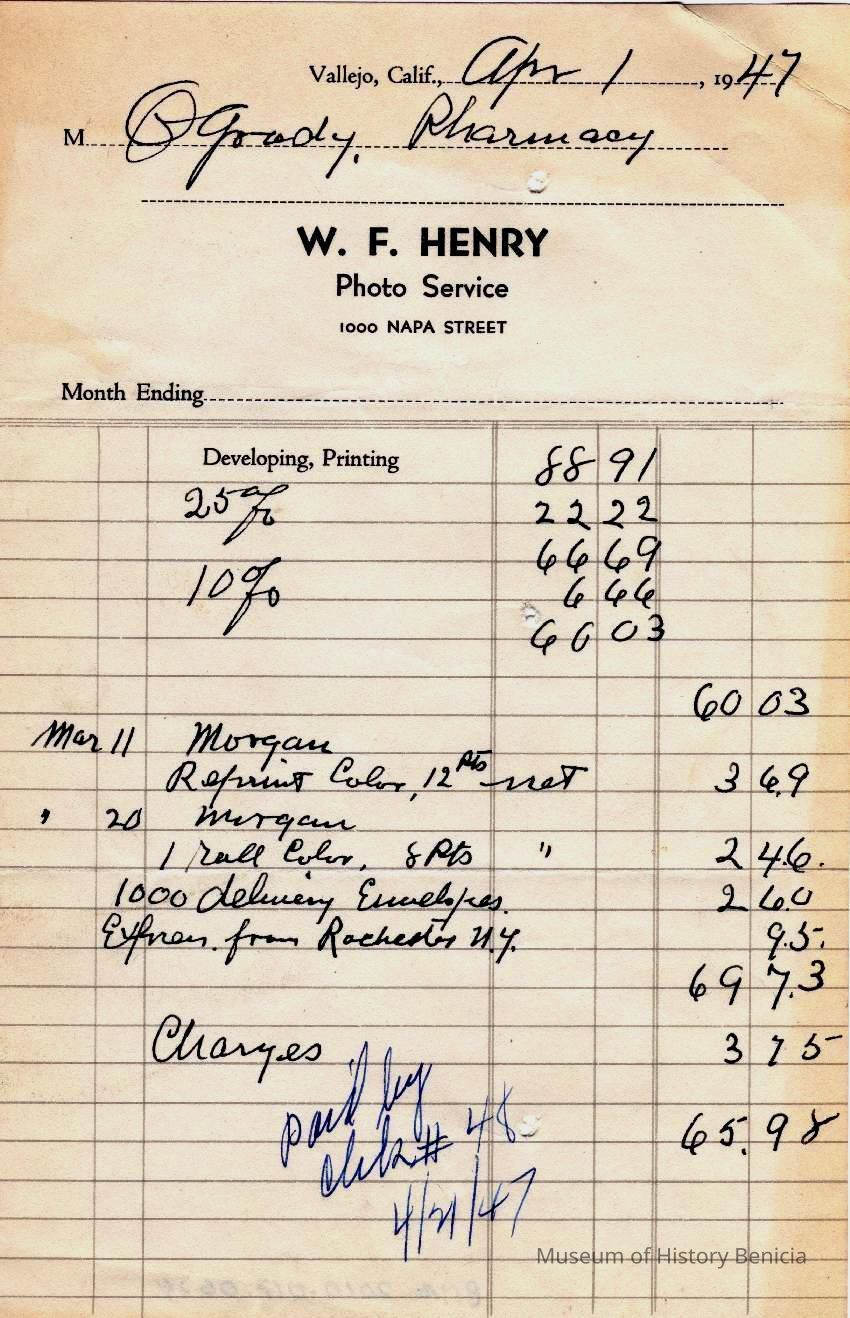 Vallejo, Calif., Apr 1, 1947
M O'Grady, Pharmacy
W. F. HENRY
Photo Service
1000 NAPA STREET
Month Ending
Developing, Printing 88 91
25% 22 22
66 69
10% 6 66
60 03
60 03
Mar 11 Morgan
Reprint Color, 12 Pts net 3 69
" 20 Morgan
1 roll Color, 8 Pts " 2 46.
1000 delivery Envelopes. 2 60
Express. from Rochester N.Y. 95.
69 7.3
Charges 3 75
65.98
paid by
chk # 48
4/21/47
Museum of History Benicia